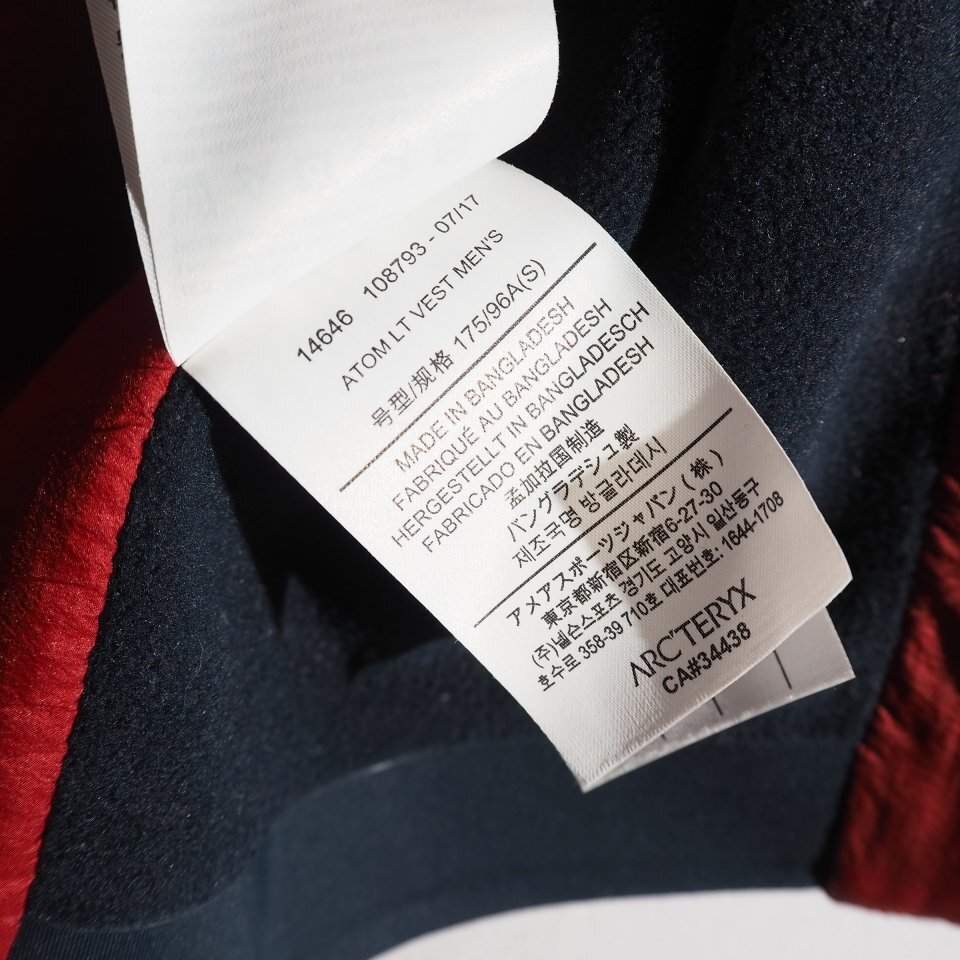 14646 108793 - 07/17
ATOM LT VEST MEN'S
号型/规格 175/96A(S)
MADE IN BANGLADESH
FABRIQUÉ AU BANGLADESH
HERGESTELLT IN BANGLADESCH
FABRICADO EN BANGLADESH
孟加拉国制造
バングラデシュ製
제조국명 방글라데시
アメアスポーツジャパン(株)
東京都新宿区新宿6-27-30
(주)넬슨스포츠 경기도 고양시 일산동구
호수로 358-39 710호 대표번호: 1644-1708
ARC'TERYX
CA#34438